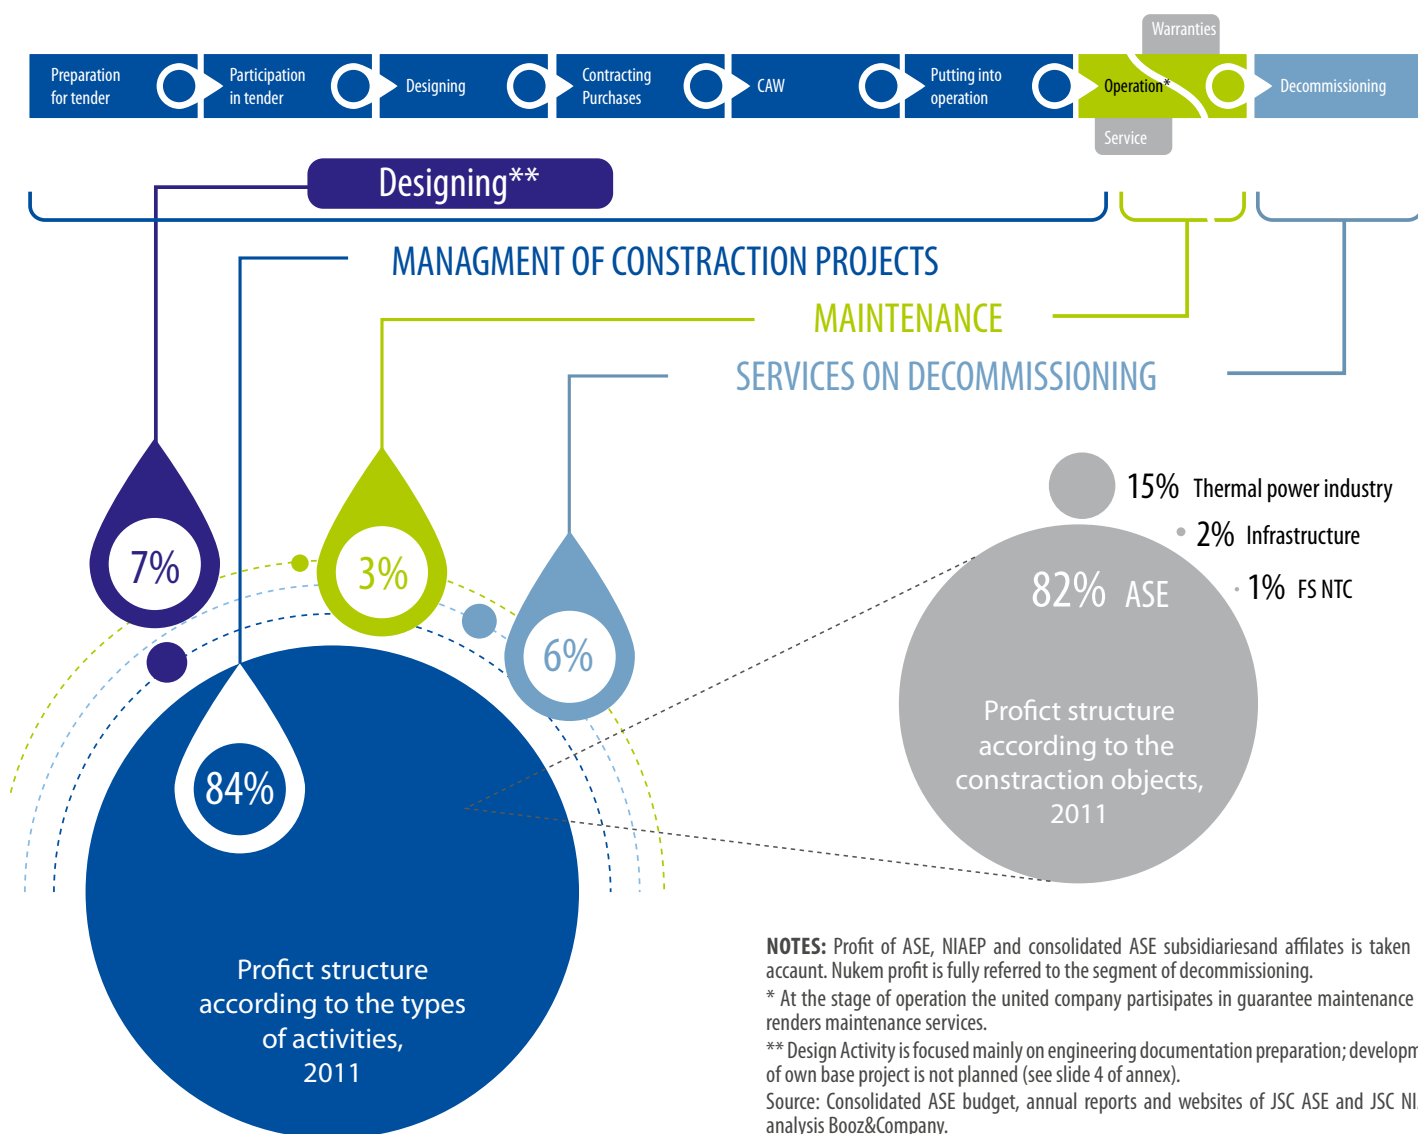 Warranties
Preparation
for tender
Participation
in tender
Designing
Contracting
Purchases
CAW
Putting into
operation
Operation*
Decommissioning
Service
Designing**
MANAGMENT OF CONSTRACTION PROJECTS
MAINTENANCE
SERVICES ON DECOMMISSIONING
7%
3%
6%
84%
Profict structure
according to the types
of activities,
2011
15% Thermal power industry
2% Infrastructure
1% FS NTC
82% ASE
Profict structure
according to the
constraction objects,
2011
NOTES: Profit of ASE, NIAEP and consolidated ASE subsidiariesand affilates is taken
accaunt. Nukem profit is fully referred to the segment of decommissioning.
* At the stage of operation the united company partisipates in guarantee maintenance
renders maintenance services.
** Design Activity is focused mainly on engineering documentation preparation;
of own base project is not planned (see slide 4 of annex).
Source: Consolidated ASE budget, annual reports and websites of JSC ASE and JSC
analysis Booz&Company.